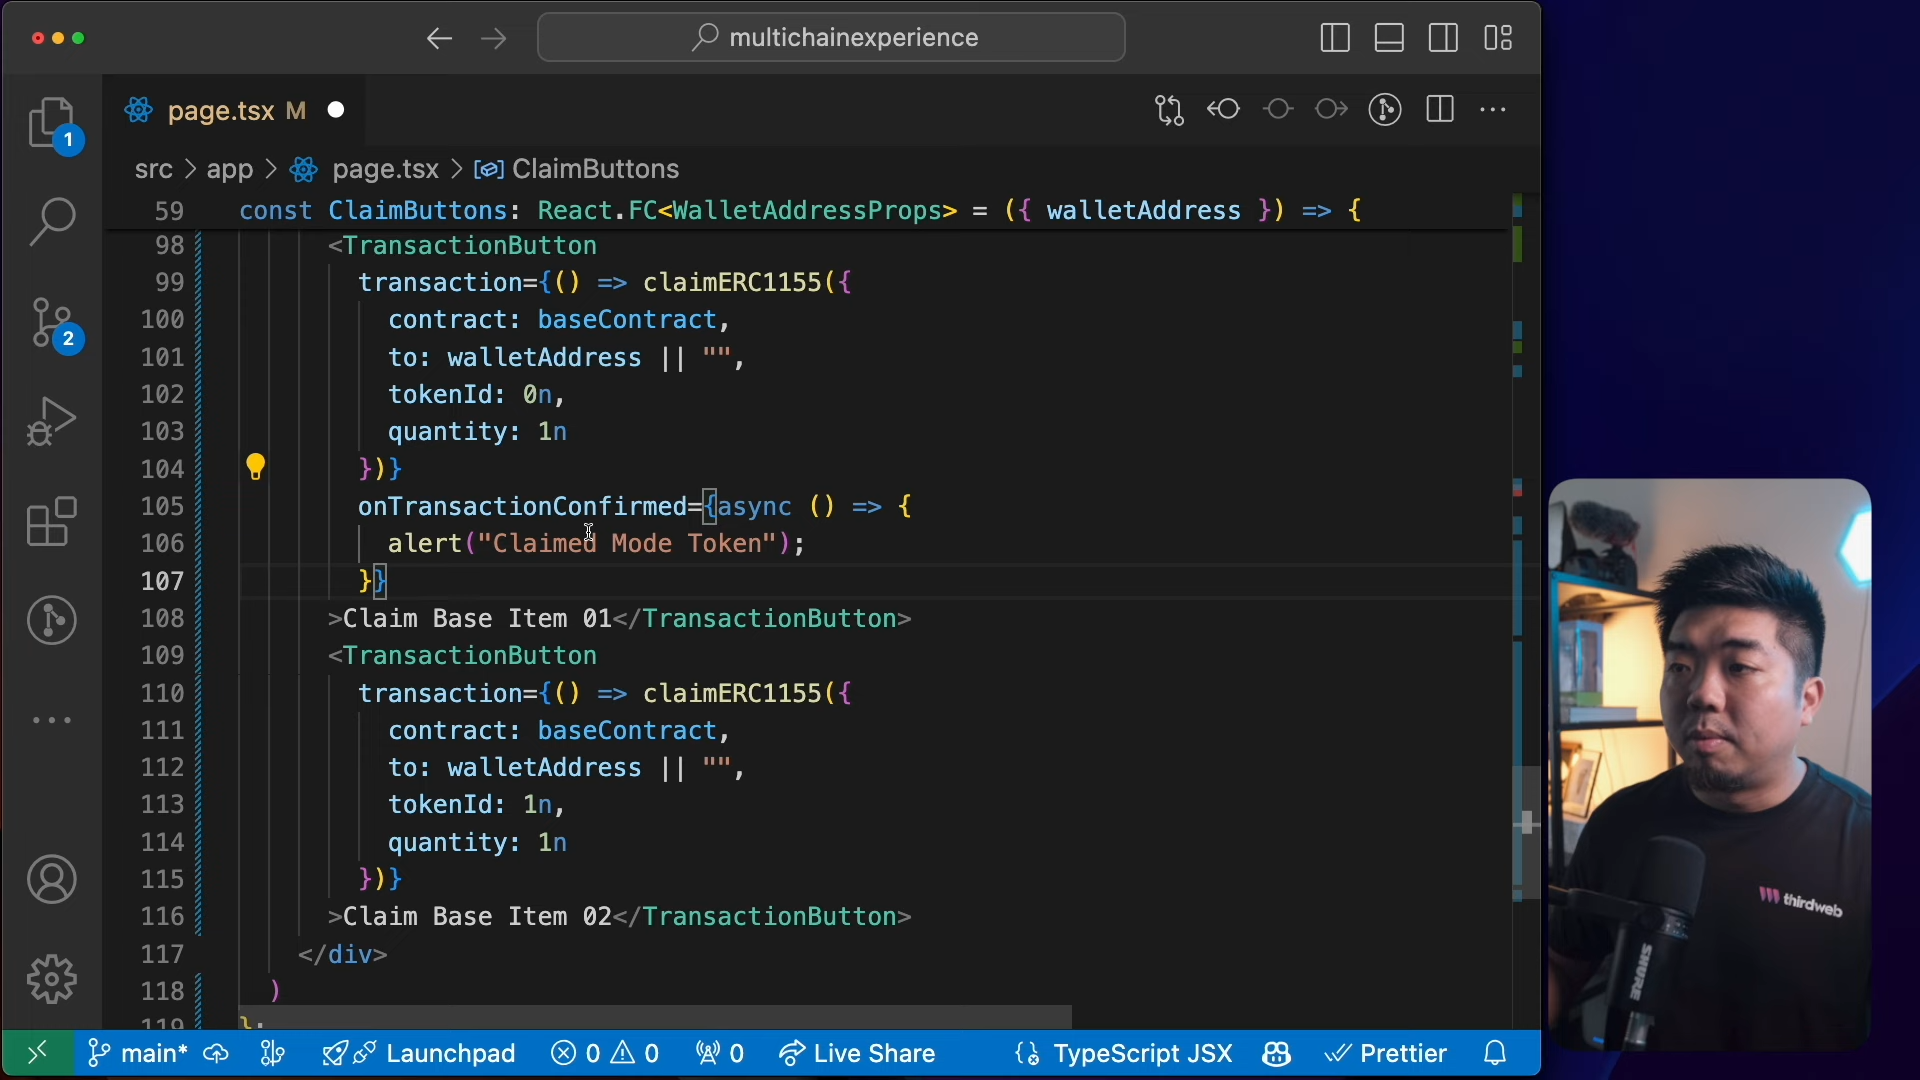 multichainexperience
page.tsx M
src > app > page.tsx > ClaimButtons
59 const ClaimButtons: React.FC<WalletAddressProps> = ({ walletAddress }) => {
98 <TransactionButton
99 transaction={() => claimERC1155({
100 contract: baseContract,
101 to: walletAddress || "",
102 tokenId: 0n,
103 quantity: 1n
104 })}
105 onTransactionConfirmed={async () => {
106 alert("Claimed Mode Token");
107 }}
108 >Claim Base Item 01</TransactionButton>
109 <TransactionButton
110 transaction={() => claimERC1155({
111 contract: baseContract,
112 to: walletAddress || "",
113 tokenId: 1n,
114 quantity: 1n
115 })}
116 >Claim Base Item 02</TransactionButton>
117 </div>
118 )
119 };
1
2
main* Launchpad 0 0 0 Live Share TypeScript JSX Prettier
thirdweb
SHURE